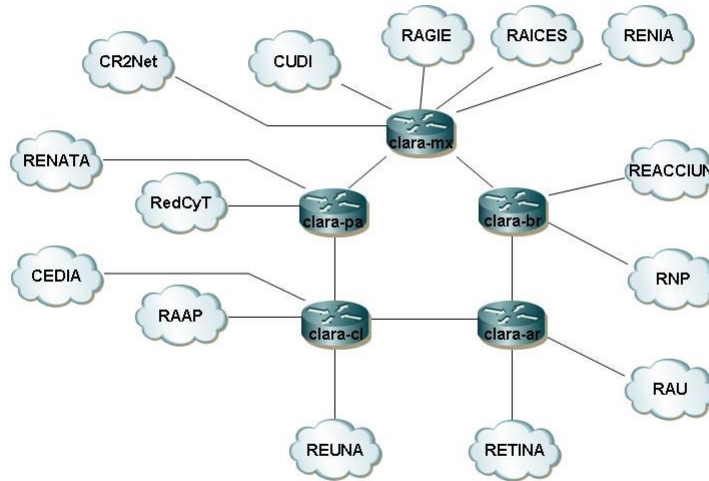 RAGIE
RAICES
RENIA
CR2Net
CUDI
clara-mx
RENATA
REACCIUN
RedCyT
clara-pa
clara-br
CEDIA
RNP
RAAP
clara-cl
clara-ar
RAU
REUNA
RETINA